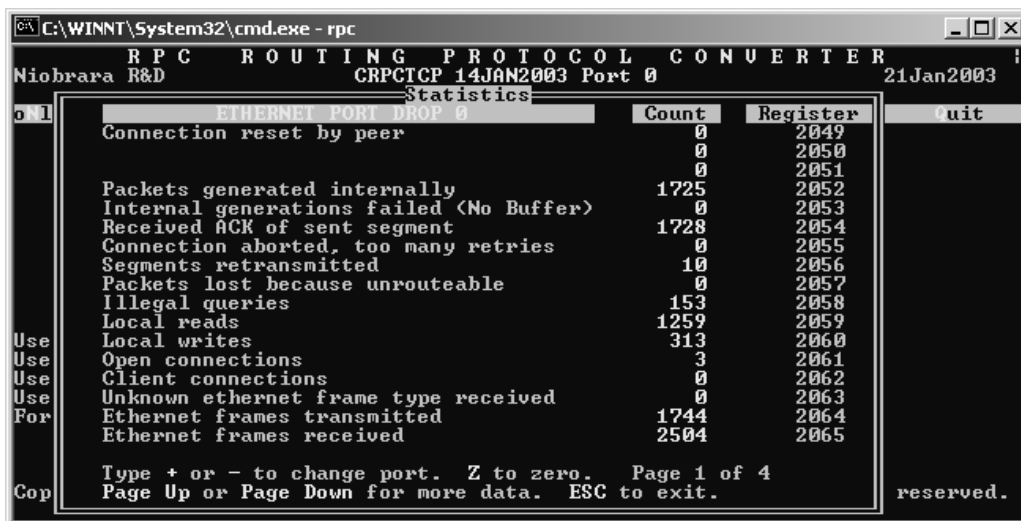 C:\WINNT\System32\cmd.exe - rpc
R P C   R O U T I N G   P R O T O C O L   C O N V E R T E R
Niobrara R&D CRPCTCP 14JAN2003 Port 0 21Jan2003
Statistics
oNl ETHERNET PORT DROP 0 Count Register Quit
Connection reset by peer 0 2049
0 2050
0 2051
Packets generated internally 1725 2052
Internal generations failed (No Buffer) 0 2053
Received ACK of sent segment 1728 2054
Connection aborted, too many retries 0 2055
Segments retransmitted 10 2056
Packets lost because unrouteable 0 2057
Illegal queries 153 2058
Local reads 1259 2059
Use Local writes 313 2060
Use Open connections 3 2061
Use Client connections 0 2062
Use Unknown ethernet frame type received 0 2063
For Ethernet frames transmitted 1744 2064
Ethernet frames received 2504 2065
Type + or - to change port. Z to zero. Page 1 of 4
Cop Page Up or Page Down for more data. ESC to exit. reserved.